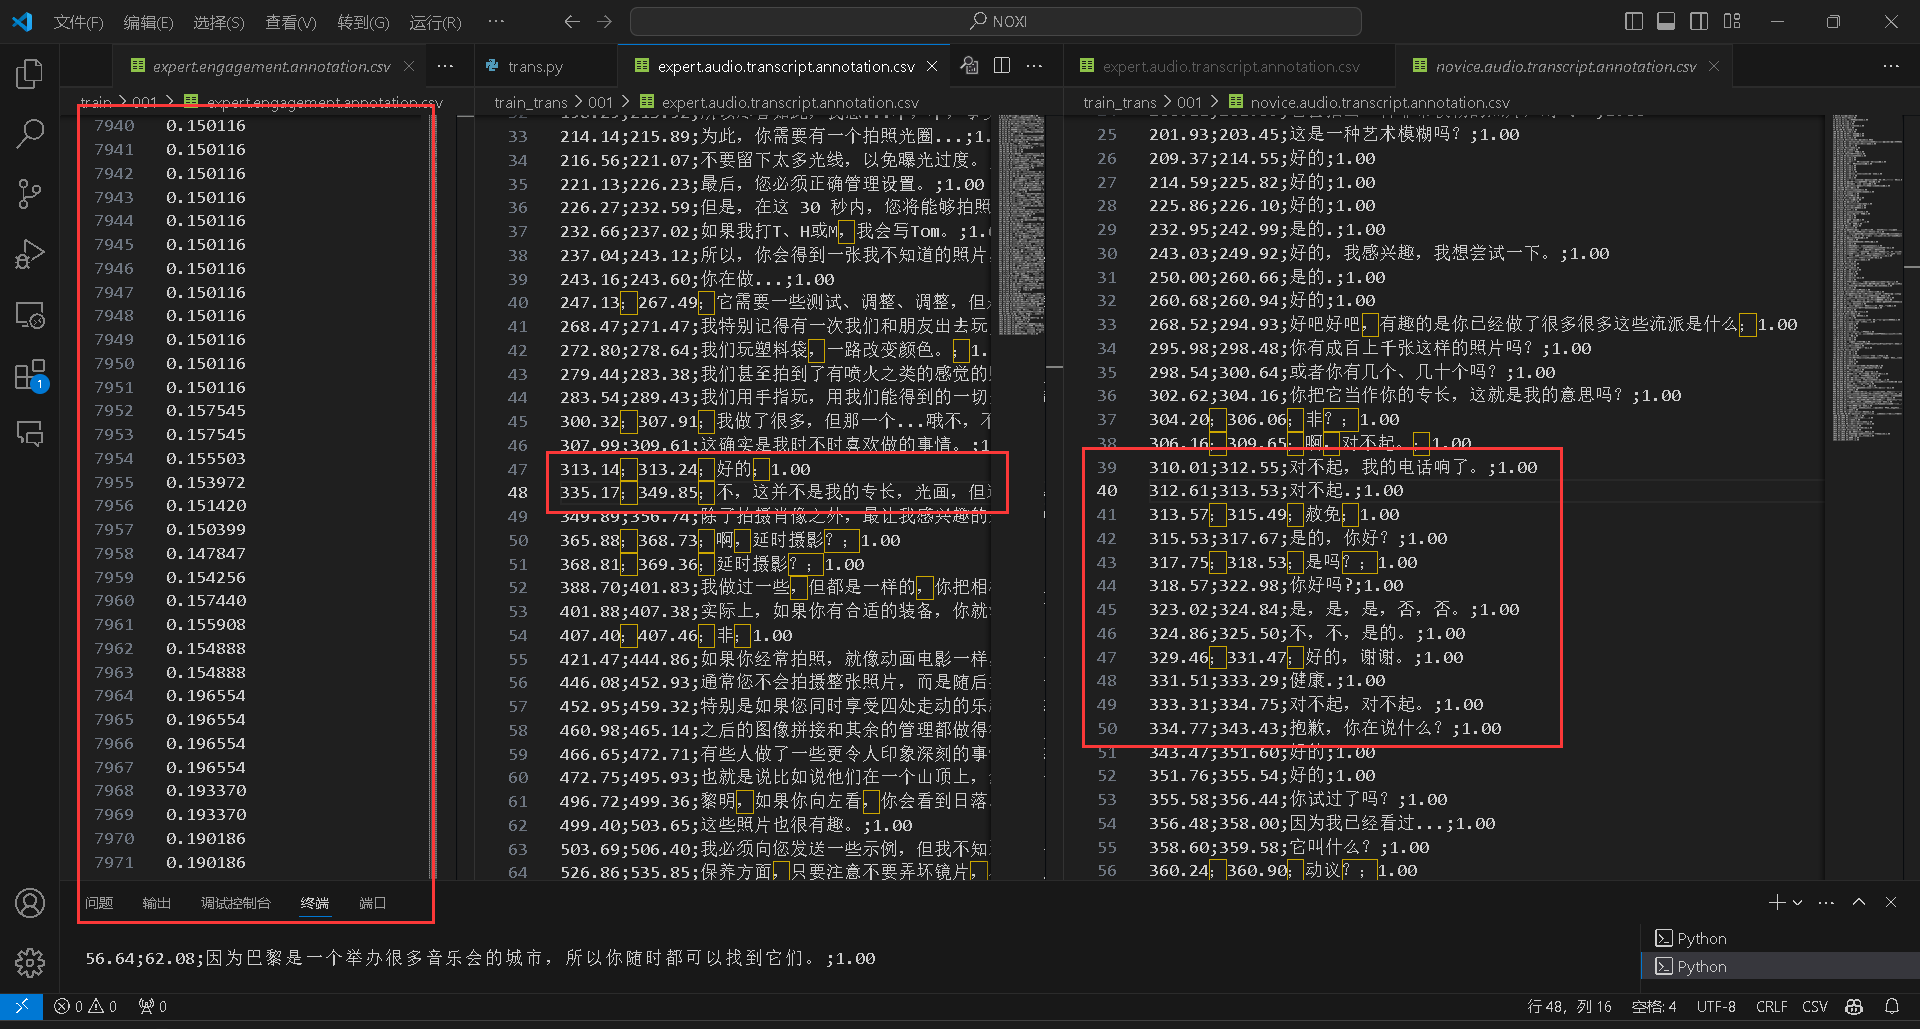 文件(F) 编辑(E) 选择(S) 查看(V) 转到(G) 运行(R) ··· NOXI
expert.engagement.annotation.csv
train > 001 > expert.engagement.annotation.csv
7940 0.150116
7941 0.150116
7942 0.150116
7943 0.150116
7944 0.150116
7945 0.150116
7946 0.150116
7947 0.150116
7948 0.150116
7949 0.150116
7950 0.150116
7951 0.150116
7952 0.157545
7953 0.157545
7954 0.155503
7955 0.153972
7956 0.151420
7957 0.150399
7958 0.147847
7959 0.154256
7960 0.157440
7961 0.155908
7962 0.154888
7963 0.154888
7964 0.196554
7965 0.196554
7966 0.196554
7967 0.196554
7968 0.193370
7969 0.193370
7970 0.190186
7971 0.190186
trans.py expert.audio.transcript.annotation.csv
train_trans > 001 > expert.audio.transcript.annotation.csv
33 214.14;215.89;为此，你需要有一个拍照光圈...;1.
34 216.56;221.07;不要留下太多光线，以免曝光过度。
35 221.13;226.23;最后，您必须正确管理设置。;1.00
36 226.27;232.59;但是，在这 30 秒内，您将能够拍照
37 232.66;237.02;如果我打T、H或M，我会写Tom。;1.
38 237.04;243.12;所以，你会得到一张我不知道的照片，
39 243.16;243.60;你在做...;1.00
40 247.13；267.49；它需要一些测试、调整、调整，但
41 268.47;271.47;我特别记得有一次我们和朋友出去玩
42 272.80;278.64;我们玩塑料袋，一路改变颜色。；1.
43 279.44;283.38;我们甚至拍到了有喷火之类的感觉的
44 283.54;289.43;我们用手指玩，用我们能得到的一切
45 300.32；307.91；我做了很多，但那一个...哦不，不
46 307.99;309.61;这确实是我时不时喜欢做的事情。;1
47 313.14；313.24；好的；1.00
48 335.17；349.85；不，这并不是我的专长，光画，但
49 349.89;356.74;除了拍摄肖像之外，最让我感兴趣的
50 365.88；368.73；啊，延时摄影？；1.00
51 368.81；369.36；延时摄影？；1.00
52 388.70;401.83;我做过一些，但都是一样的，你把相
53 401.88;407.38;实际上，如果你有合适的装备，你就
54 407.40；407.46；非；1.00
55 421.47;444.86;如果你经常拍照，就像动画电影一样，
56 446.08;452.93;通常您不会拍摄整张照片，而是随后
57 452.95;459.32;特别是如果您同时享受四处走动的乐
58 460.98;465.14;之后的图像拼接和其余的管理都做得
59 466.65;472.71;有些人做了一些更令人印象深刻的事
60 472.75;495.93;也就是说比如说他们在一个山顶上，
61 496.72;499.36;黎明，如果你向左看，你会看到日落
62 499.40;503.65;这些照片也很有趣。;1.00
63 503.69;506.40;我必须向您发送一些示例，但我不知
64 526.86;535.85;保养方面，只要注意不要弄坏镜片，
expert.audio.transcript.annotation.csv novice.audio.transcript.annotation.csv
train_trans > 001 > novice.audio.transcript.annotation.csv
25 201.93;203.45;这是一种艺术模糊吗？;1.00
26 209.37;214.55;好的;1.00
27 214.59;225.82;好的;1.00
28 225.86;226.10;好的;1.00
29 232.95;242.99;是的.;1.00
30 243.03;249.92;好的，我感兴趣，我想尝试一下。;1.00
31 250.00;260.66;是的.;1.00
32 260.68;260.94;好的;1.00
33 268.52;294.93;好吧好吧，有趣的是你已经做了很多很多这些流派是什么；1.00
34 295.98;298.48;你有成百上千张这样的照片吗？;1.00
35 298.54;300.64;或者你有几个、几十个吗？;1.00
36 302.62;304.16;你把它当作你的专长，这就是我的意思吗？;1.00
37 304.20；306.06；非？；1.00
38 306.16；309.65；啊，对不起。；1.00
39 310.01;312.55;对不起，我的电话响了。;1.00
40 312.61;313.53;对不起.;1.00
41 313.57；315.49；赦免；1.00
42 315.53;317.67;是的，你好？;1.00
43 317.75；318.53；是吗？；1.00
44 318.57;322.98;你好吗?;1.00
45 323.02;324.84;是，是，是，否，否。;1.00
46 324.86;325.50;不，不，是的。;1.00
47 329.46；331.47；好的，谢谢。;1.00
48 331.51;333.29;健康.;1.00
49 333.31;334.75;对不起，对不起。;1.00
50 334.77;343.43;抱歉，你在说什么？;1.00
51 343.47;351.60;好的;1.00
52 351.76;355.54;好的;1.00
53 355.58;356.44;你试过了吗？;1.00
54 356.48;358.00;因为我已经看过...;1.00
55 358.60;359.58;它叫什么？;1.00
56 360.24；360.90；动议？；1.00
1
问题 输出 调试控制台 终端 端口
56.64;62.08;因为巴黎是一个举办很多音乐会的城市，所以你随时都可以找到它们。;1.00
Python
Python
0 0 0 行 48，列 16 空格: 4 UTF-8 CRLF CSV